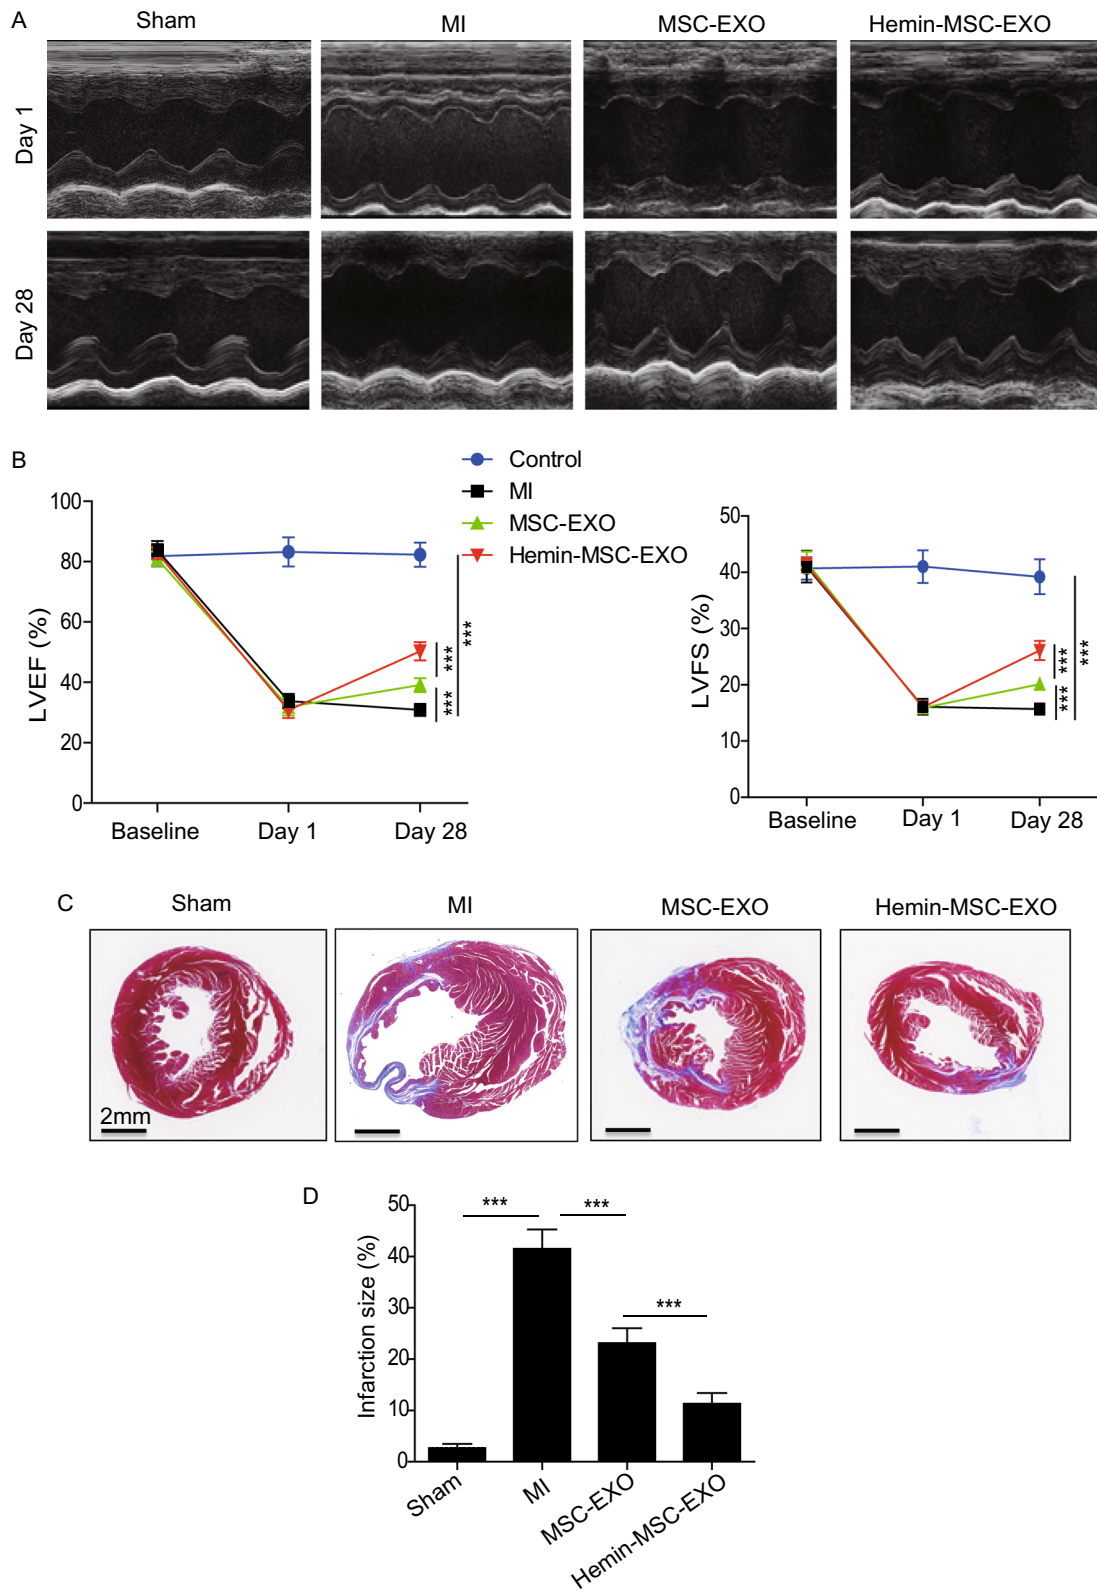 A
Sham
MI
MSC-EXO
Hemin-MSC-EXO
Day 1
Day 28
B
Control
MI
MSC-EXO
Hemin-MSC-EXO
LVEF (%)
100
80
60
40
20
0
Baseline
Day 1
Day 28
***
***
***
LVFS (%)
50
40
30
20
10
0
Baseline
Day 1
Day 28
***
***
***
C
Sham
MI
MSC-EXO
Hemin-MSC-EXO
2mm
D
Infarction size (%)
50
40
30
20
10
0
***
***
***
Sham
MI
MSC-EXO
Hemin-MSC-EXO